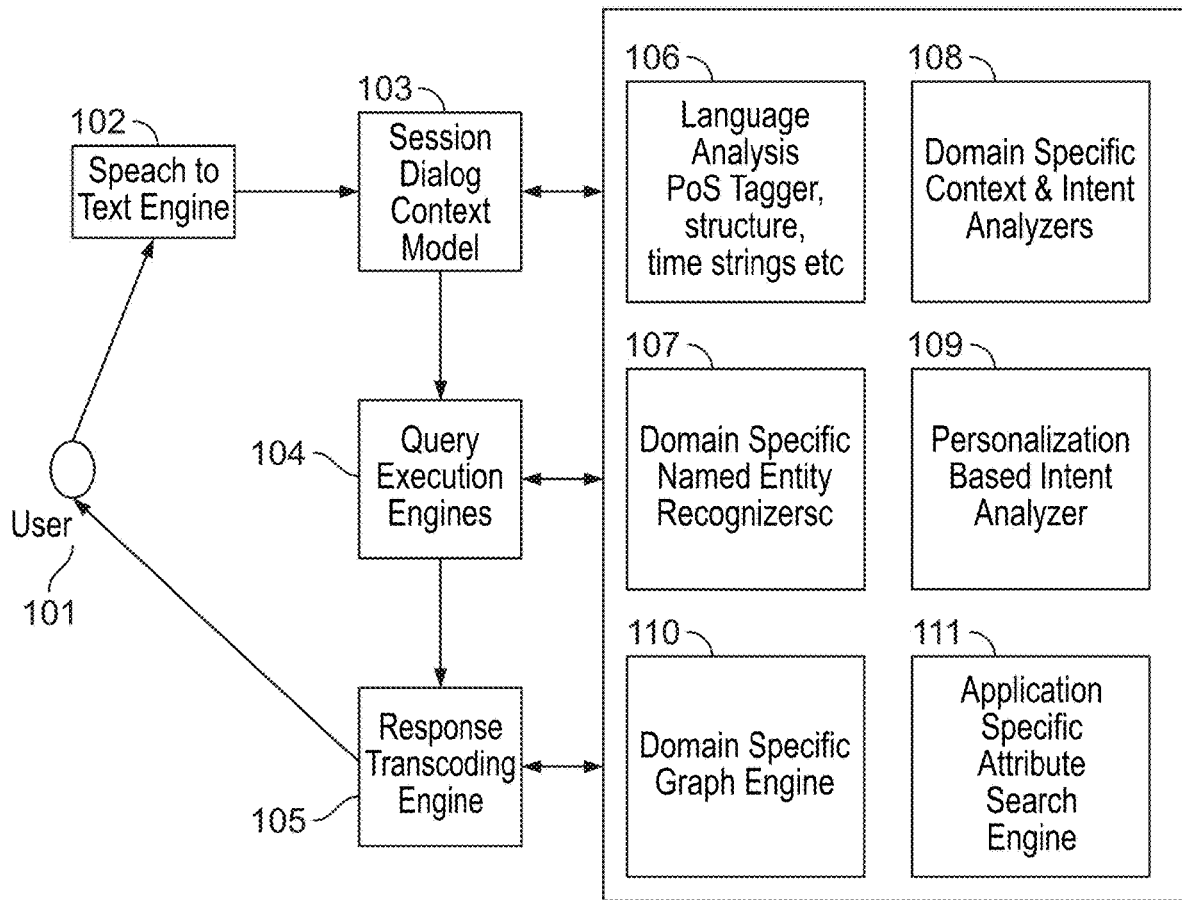 102
Speach to
Text Engine
103
Session
Dialog
Context
Model
106
Language
Analysis
PoS Tagger,
structure,
time strings etc
108
Domain Specific
Context & Intent
Analyzers
User
101
104
Query
Execution
Engines
107
Domain Specific
Named Entity
Recognizersc
109
Personalization
Based Intent
Analyzer
105
Response
Transcoding
Engine
110
Domain Specific
Graph Engine
111
Application
Specific
Attribute
Search
Engine